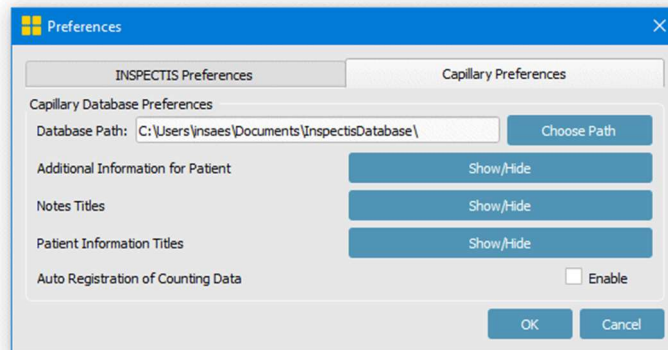 Preferences
INSPECTIS Preferences Capillary Preferences
Capillary Database Preferences
Database Path: C:\Users\insaes\Documents\InspectisDatabase\ Choose Path
Additional Information for Patient Show/Hide
Notes Titles Show/Hide
Patient Information Titles Show/Hide
Auto Registration of Counting Data Enable
OK Cancel